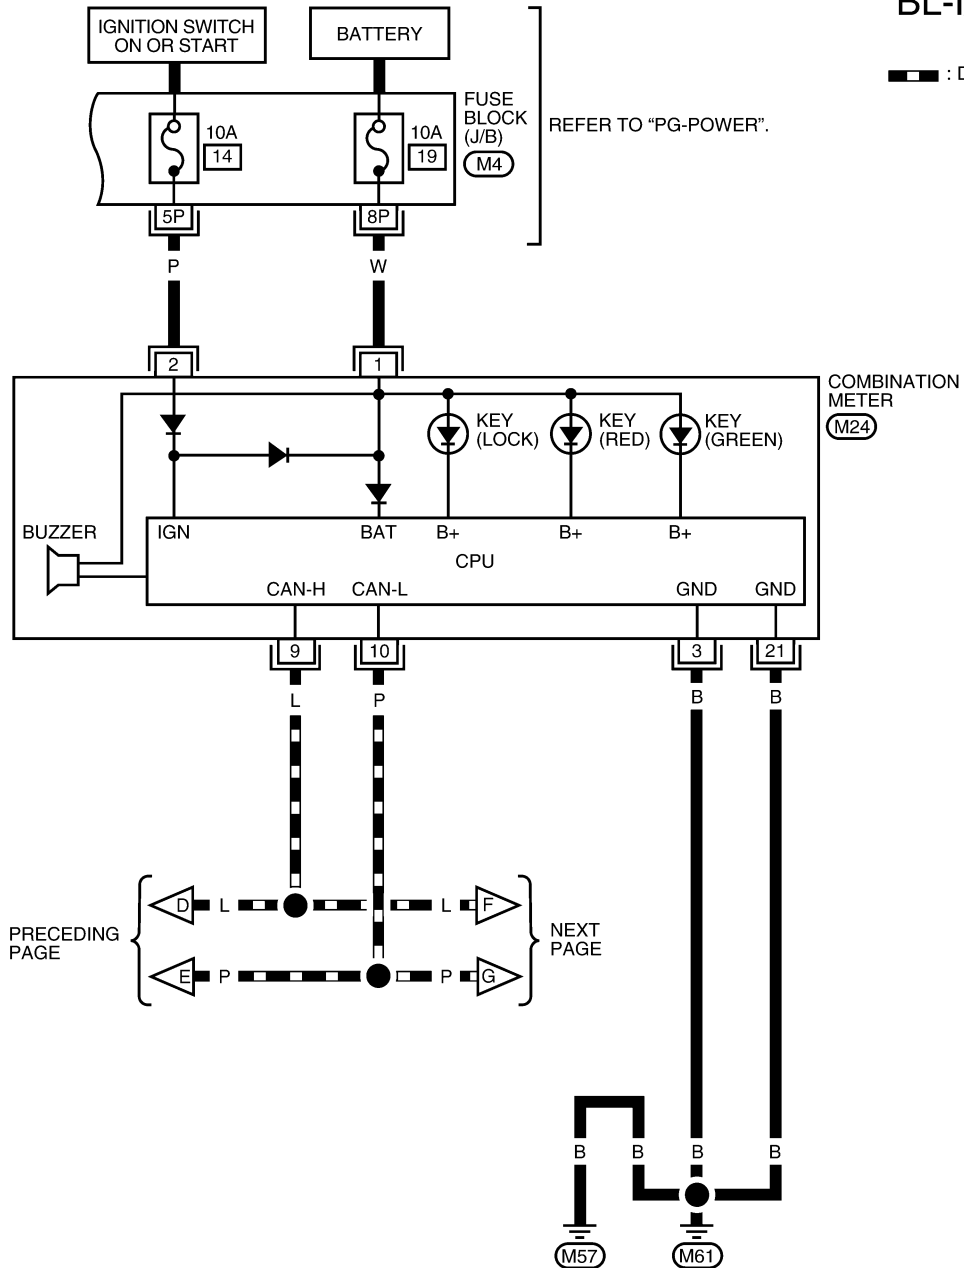 BL-I
: D
IGNITION SWITCH
ON OR START
BATTERY
FUSE
BLOCK
(J/B)
M4
REFER TO “PG-POWER”.
10A
14
10A
19
5P
8P
P
W
2
1
COMBINATION
METER
M24
KEY
(LOCK)
KEY
(RED)
KEY
(GREEN)
BUZZER
IGN
BAT
B+
B+
B+
CPU
CAN-H
CAN-L
GND
GND
9
10
3
21
L
P
B
B
D
L
L
F
PRECEDING
PAGE
NEXT
PAGE
E
P
P
G
B
B
B
B
M57
M61